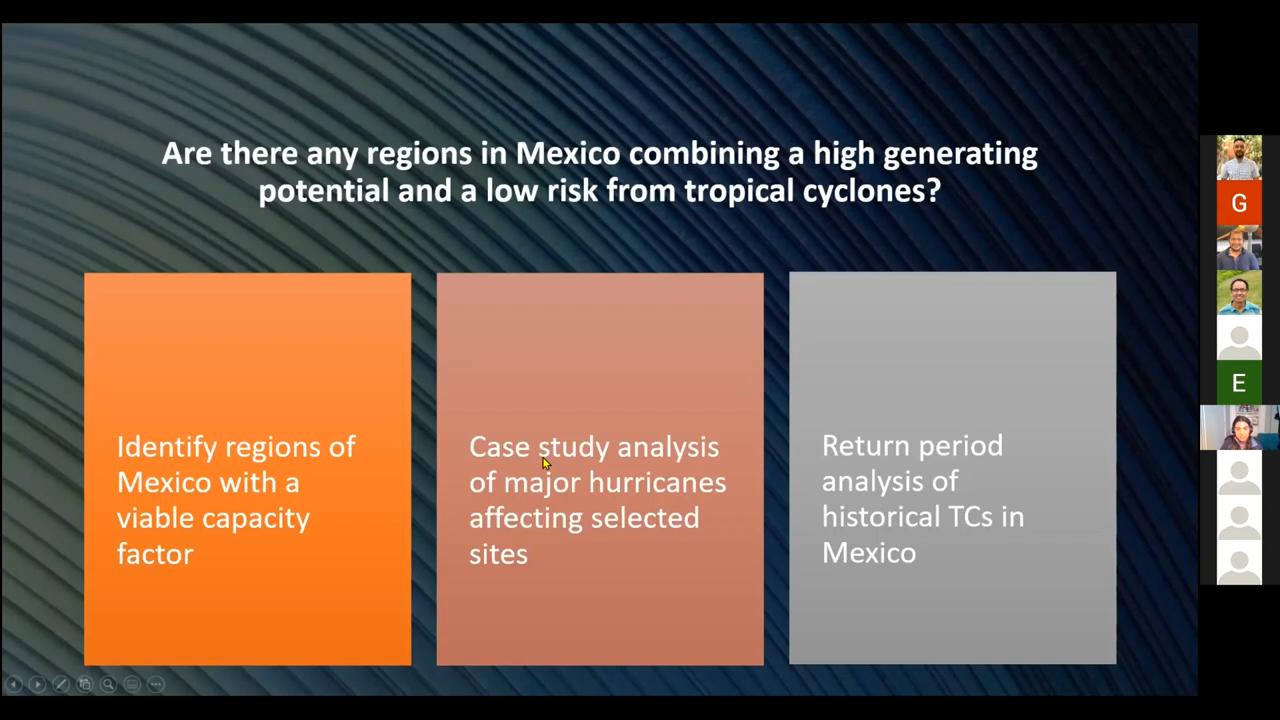 Are there any regions in Mexico combining a high generating
potential and a low risk from tropical cyclones?
Identify regions of
Mexico with a
viable capacity
factor
Case study analysis
of major hurricanes
affecting selected
sites
Return period
analysis of
historical TCs in
Mexico
G
E